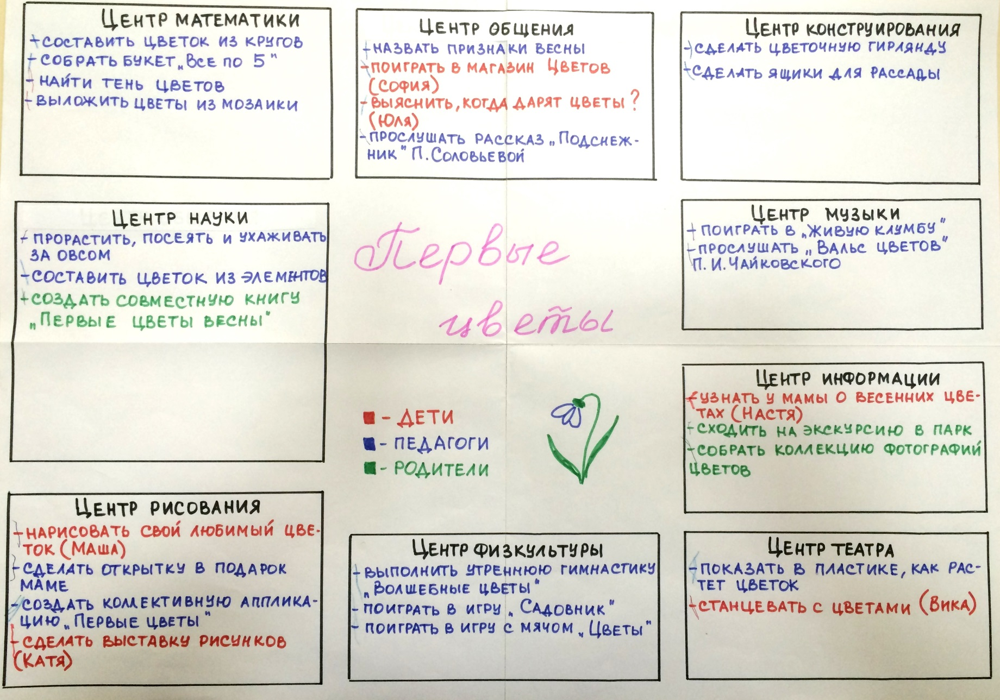 ЦЕНТР МАТЕМАТИКИ
-СОСТАВИТЬ ЦВЕТОК ИЗ КРУГОВ
-СОБРАТЬ БУКЕТ „ВСЕ ПО 5"
-НАЙТИ ТЕНЬ ЦВЕТОВ
-ВЫЛОЖИТЬ ЦВЕТЫ ИЗ МОЗАИКИ
ЦЕНТР ОБЩЕНИЯ
-НАЗВАТЬ ПРИЗНАКИ ВЕСНЫ
-ПОИГРАТЬ В МАГАЗИН ЦВЕТОВ
(СОФИЯ)
-ВЫЯСНИТЬ, КОГДА ДАРЯТ ЦВЕТЫ?
(ЮЛЯ)
-ПРОСЛУШАТЬ РАССКАЗ „ПОДСНЕЖ-
НИК" П. СОЛОВЬЕВОЙ
ЦЕНТР КОНСТРУИРОВАНИЯ
-СДЕЛАТЬ ЦВЕТОЧНУЮ ГИРЛЯНДУ
-СДЕЛАТЬ ЯЩИКИ ДЛЯ РАССАДЫ
ЦЕНТР НАУКИ
- ПРОРАСТИТЬ, ПОСЕЯТЬ И УХАЖИВАТЬ
ЗА ОВСОМ
-СОСТАВИТЬ ЦВЕТОК ИЗ ЭЛЕМЕНТОВ
-СОЗДАТЬ СОВМЕСТНУЮ КНИГУ
„ПЕРВЫЕ ЦВЕТЫ ВЕСНЫ"
Первые
цветы
ЦЕНТР МУЗЫКИ
-ПОИГРАТЬ В „ЖИВУЮ КЛУМБУ"
-ПРОСЛУШАТЬ „ВАЛЬС ЦВЕТОВ"
П. И. ЧАЙКОВСКОГО
- ДЕТИ
- ПЕДАГОГИ
- РОДИТЕЛИ
ЦЕНТР ИНФОРМАЦИИ
-УЗНАТЬ У МАМЫ О ВЕСЕННИХ ЦВЕ-
ТАХ (НАСТЯ)
-СХОДИТЬ НА ЭКСКУРСИЮ В ПАРК
-СОБРАТЬ КОЛЛЕКЦИЮ ФОТОГРАФИЙ
ЦВЕТОВ
ЦЕНТР РИСОВАНИЯ
-НАРИСОВАТЬ СВОЙ ЛЮБИМЫЙ ЦВЕ-
ТОК (МАША)
-СДЕЛАТЬ ОТКРЫТКУ В ПОДАРОК
МАМЕ
-СОЗДАТЬ КОЛЛЕКТИВНУЮ АППЛИКА-
ЦИЮ „ПЕРВЫЕ ЦВЕТЫ"
-СДЕЛАТЬ ВЫСТАВКУ РИСУНКОВ
(КАТЯ)
ЦЕНТР ФИЗКУЛЬТУРЫ
-ВЫПОЛНИТЬ УТРЕННЮЮ ГИМНАСТИКУ
„ВОЛШЕБНЫЕ ЦВЕТЫ"
- ПОИГРАТЬ В ИГРУ „САДОВНИК"
- ПОИГРАТЬ В ИГРУ С МЯЧОМ „ЦВЕТЫ"
ЦЕНТР ТЕАТРА
-ПОКАЗАТЬ В ПЛАСТИКЕ, КАК РАС-
ТЕТ ЦВЕТОК
-СТАНЦЕВАТЬ С ЦВЕТАМИ (ВИКА)